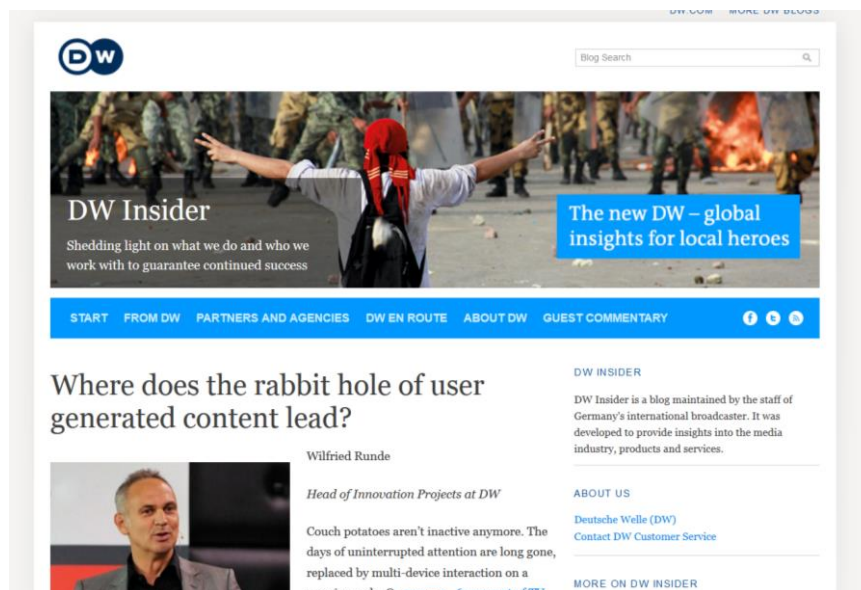 DW.COM MORE DW BLOGS
DW
Blog Search
DW Insider
Shedding light on what we do and who we
work with to guarantee continued success
The new DW – global
insights for local heroes
START FROM DW PARTNERS AND AGENCIES DW EN ROUTE ABOUT DW GUEST COMMENTARY
Where does the rabbit hole of user
generated content lead?
Wilfried Runde
Head of Innovation Projects at DW
Couch potatoes aren't inactive anymore. The
days of uninterrupted attention are long gone,
replaced by multi-device interaction on a
DW INSIDER
DW Insider is a blog maintained by the staff of
Germany's international broadcaster. It was
developed to provide insights into the media
industry, products and services.
ABOUT US
Deutsche Welle (DW)
Contact DW Customer Service
MORE ON DW INSIDER